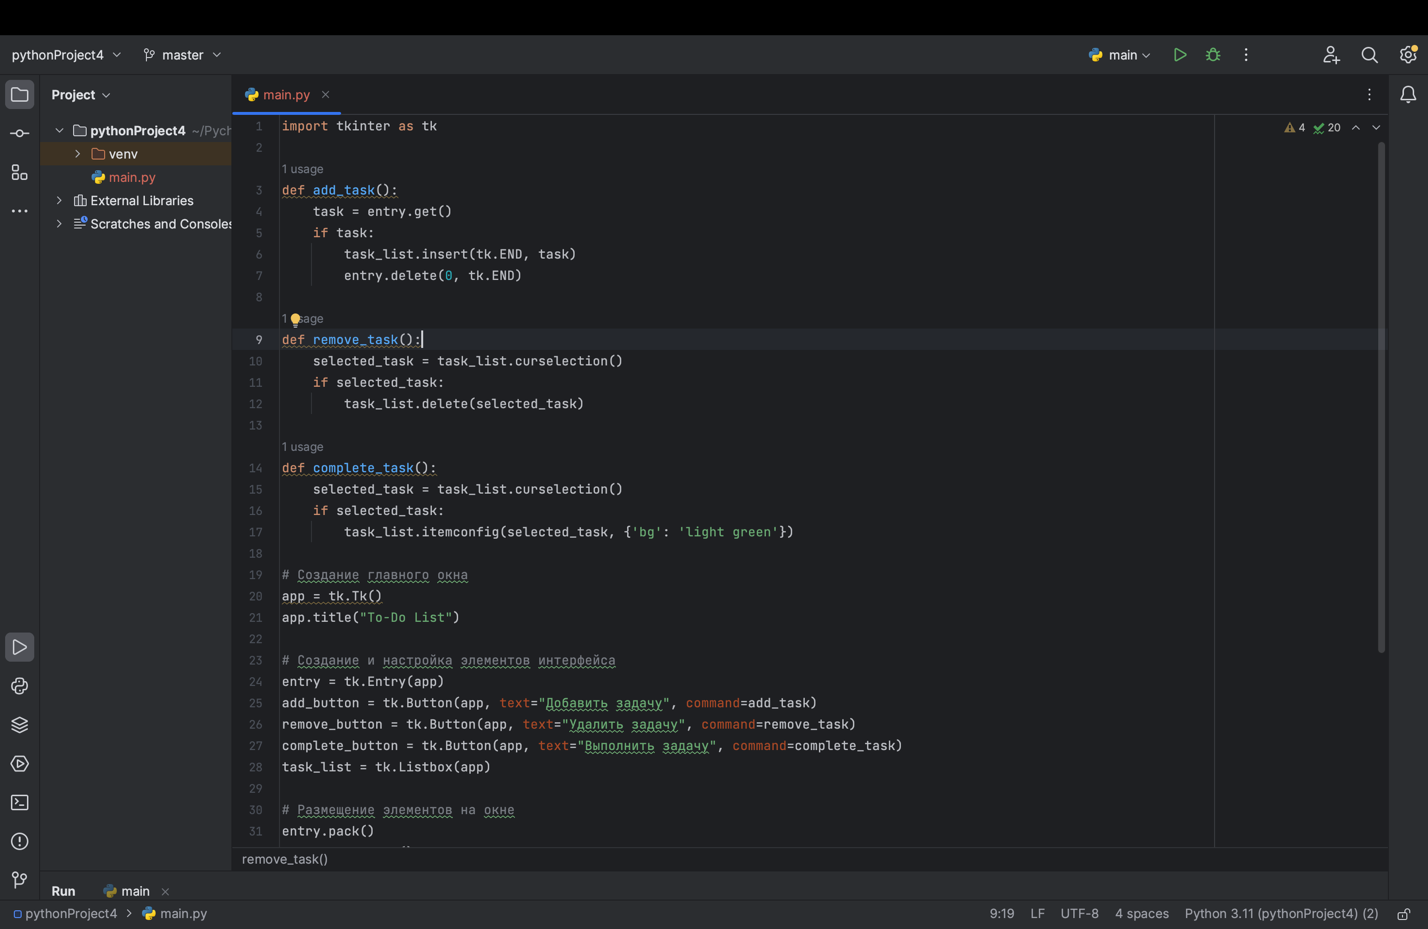 pythonProject4 master main
Project
main.py
pythonProject4 ~/Pych
venv
main.py
External Libraries
Scratches and Consoles
4 20
1 import tkinter as tk
2
1 usage
3 def add_task():
4 task = entry.get()
5 if task:
6 task_list.insert(tk.END, task)
7 entry.delete(0, tk.END)
8
1 usage
9 def remove_task():
10 selected_task = task_list.curselection()
11 if selected_task:
12 task_list.delete(selected_task)
13
1 usage
14 def complete_task():
15 selected_task = task_list.curselection()
16 if selected_task:
17 task_list.itemconfig(selected_task, {'bg': 'light green'})
18
19 # Создание главного окна
20 app = tk.Tk()
21 app.title("To-Do List")
22
23 # Создание и настройка элементов интерфейса
24 entry = tk.Entry(app)
25 add_button = tk.Button(app, text="Добавить задачу", command=add_task)
26 remove_button = tk.Button(app, text="Удалить задачу", command=remove_task)
27 complete_button = tk.Button(app, text="Выполнить задачу", command=complete_task)
28 task_list = tk.Listbox(app)
29
30 # Размещение элементов на окне
31 entry.pack()
remove_task()
Run main
pythonProject4 > main.py 9:19 LF UTF-8 4 spaces Python 3.11 (pythonProject4) (2)